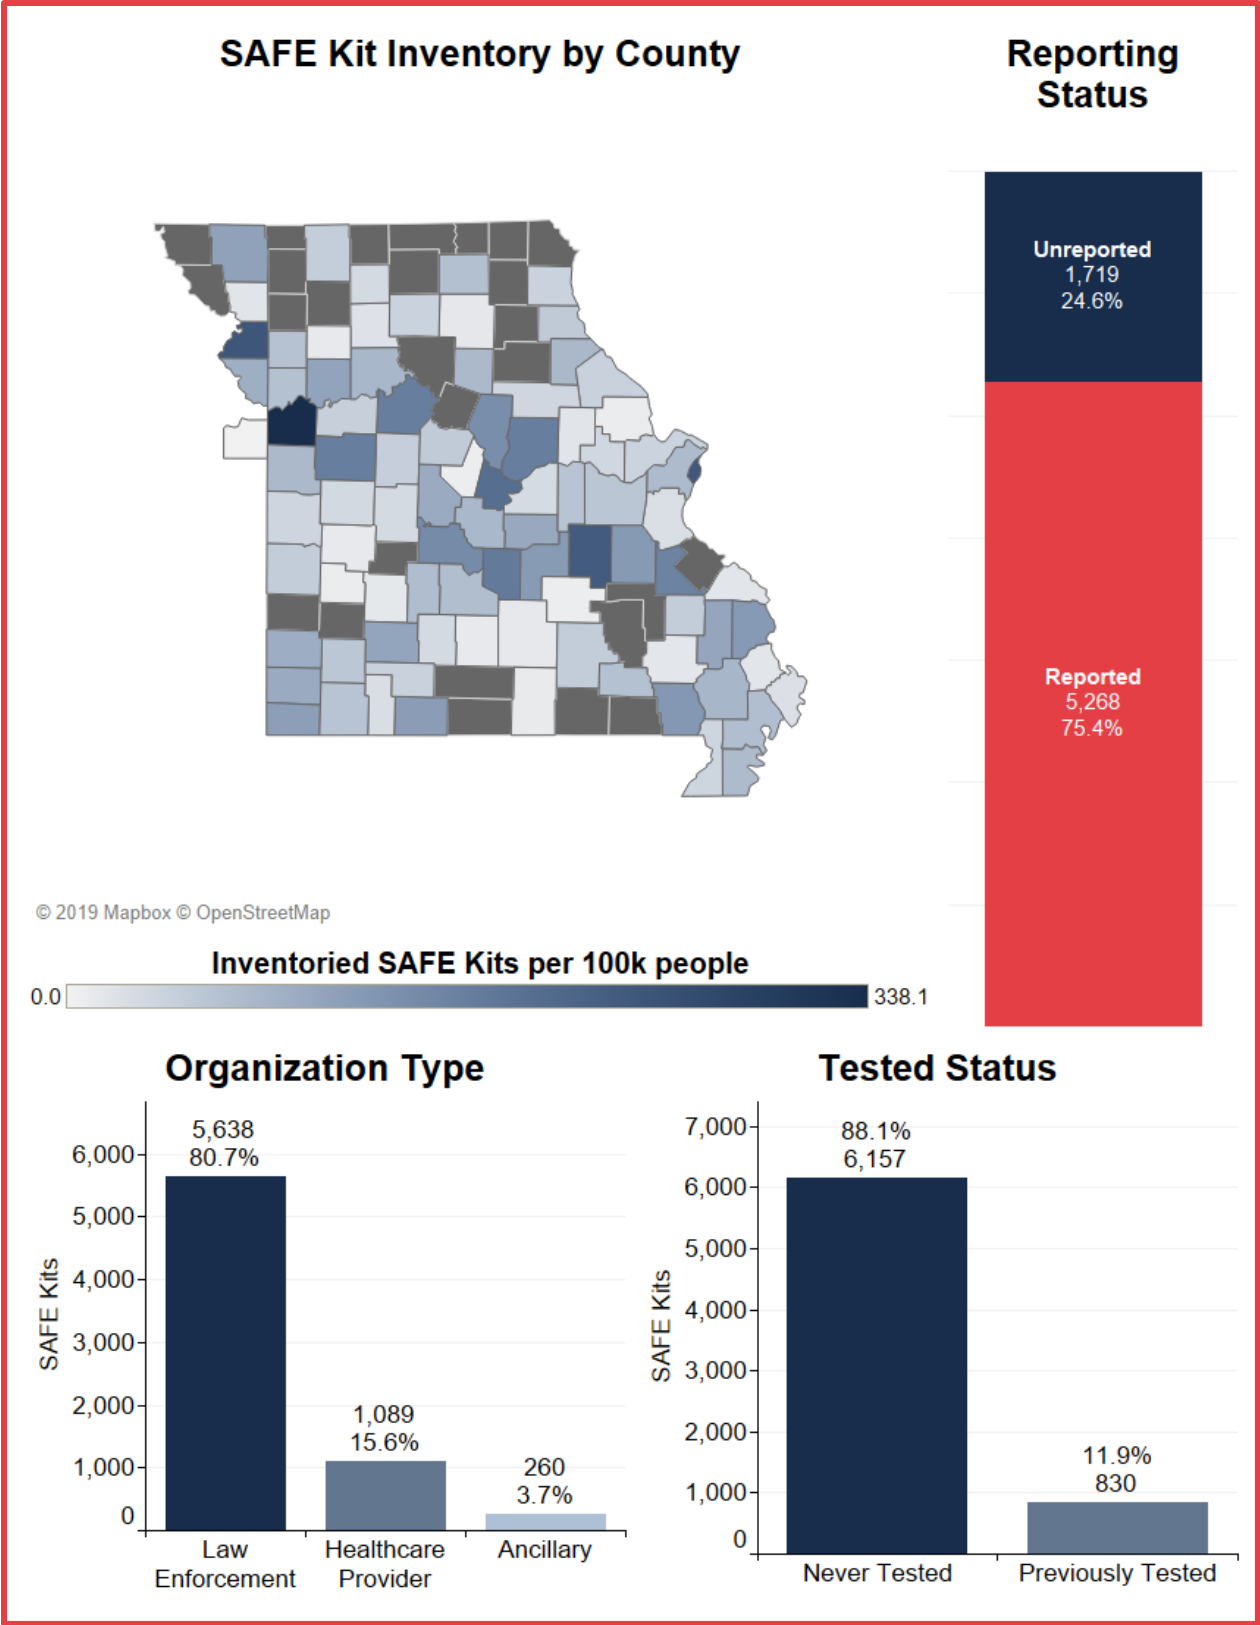 SAFE Kit Inventory by County
Reporting
Status
Unreported
1,719
24.6%
Reported
5,268
75.4%
© 2019 Mapbox © OpenStreetMap
Inventoried SAFE Kits per 100k people
0.0
338.1
Organization Type
SAFE Kits
6,000
5,000
4,000
3,000
2,000
1,000
0
5,638
80.7%
1,089
15.6%
260
3.7%
Law
Enforcement
Healthcare
Provider
Ancillary
Tested Status
SAFE Kits
7,000
6,000
5,000
4,000
3,000
2,000
1,000
0
88.1%
6,157
11.9%
830
Never Tested
Previously Tested